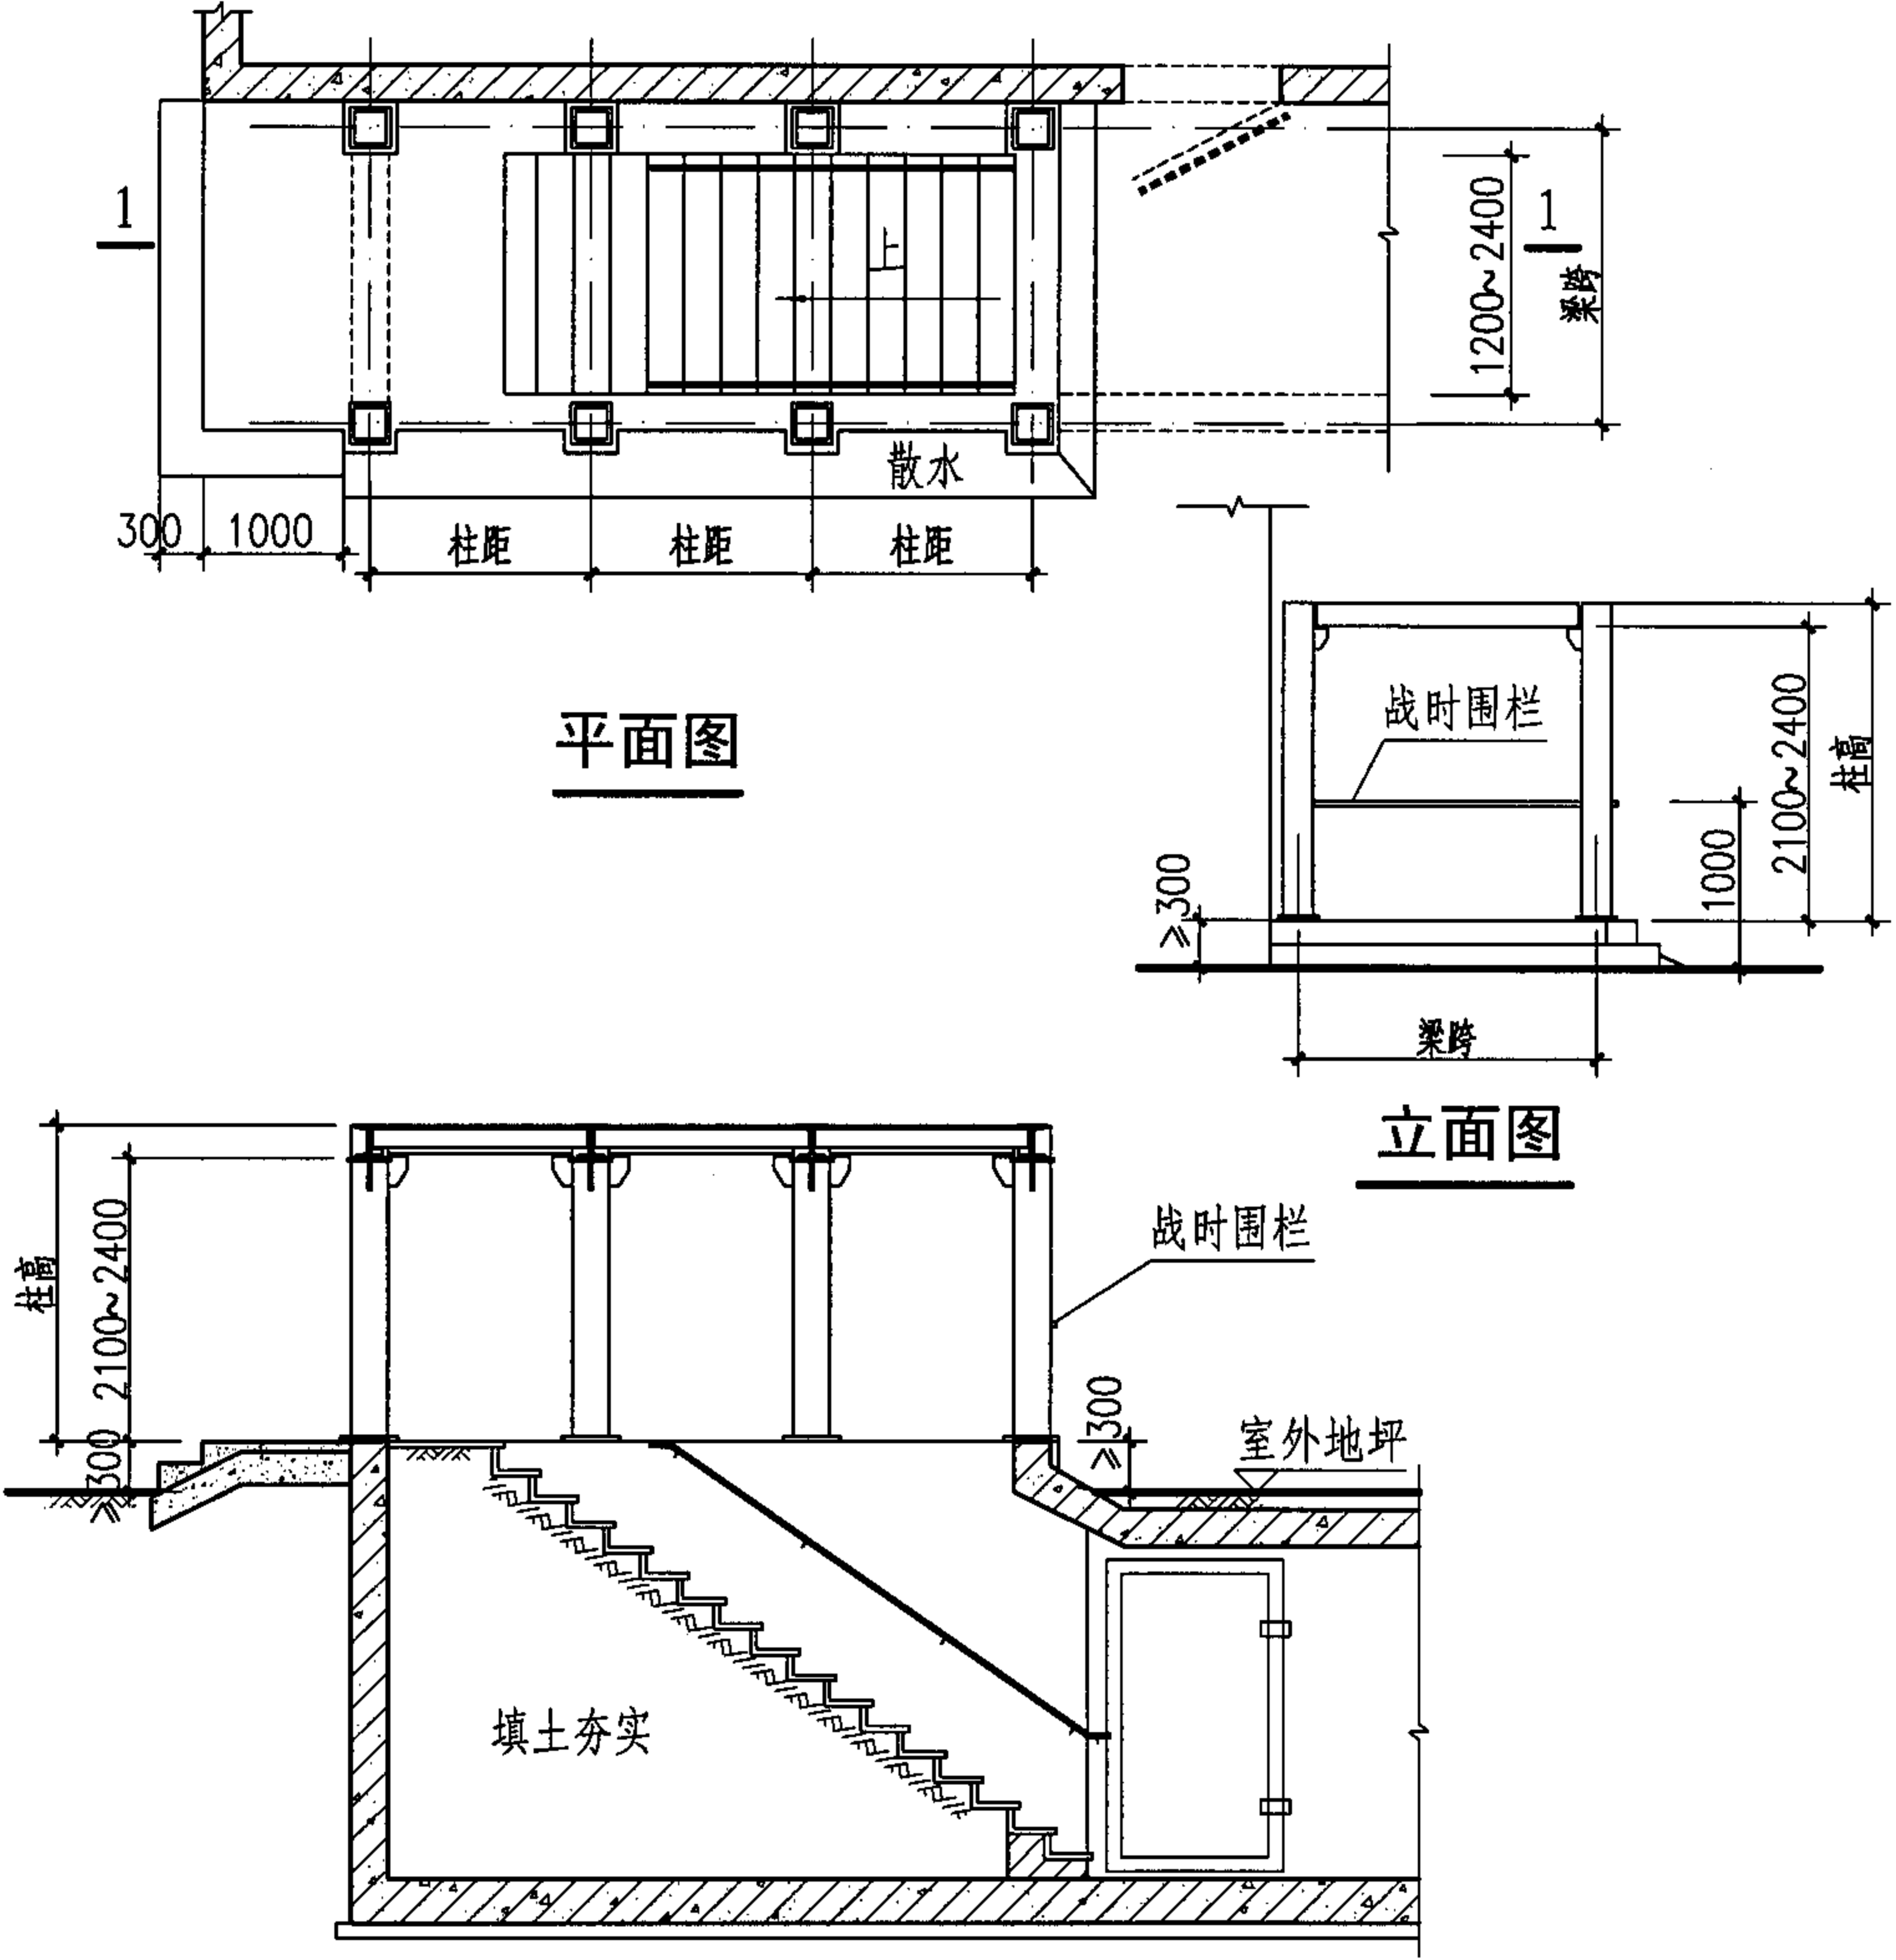 1
1200~2400
1
梁跨
上
散水
300
1000
柱距
柱距
柱距
平面图
战时围栏
≥300
1000
2100~2400
柱高
梁跨
立面图
柱高
2100~2400
≥300
战时围栏
≥300
室外地坪
填土夯实